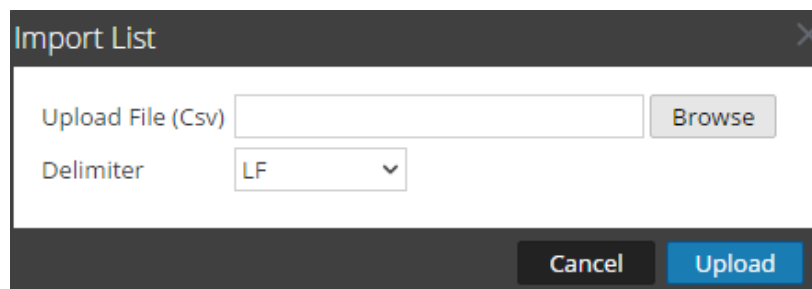 Import List
Upload File (Csv) Browse
Delimiter LF
Cancel Upload